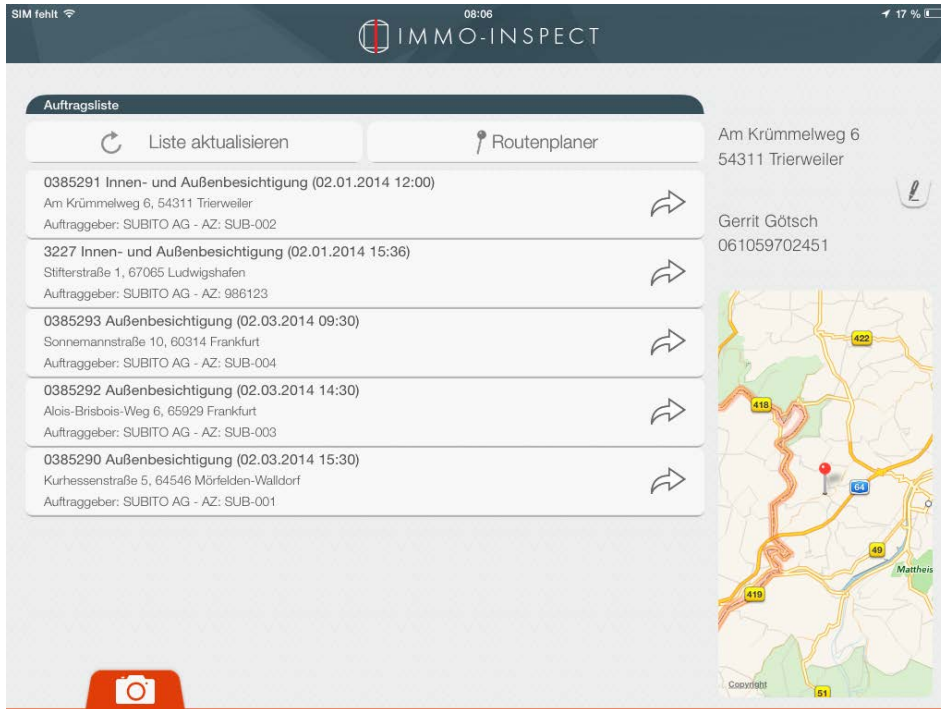 SIM fehlt
08:06
17 %
IMMO-INSPECT
Auftragsliste
Liste aktualisieren
Routenplaner
0385291 Innen- und Außenbesichtigung (02.01.2014 12:00)
Am Krümmelweg 6, 54311 Trierweiler
Auftraggeber: SUBITO AG - AZ: SUB-002
3227 Innen- und Außenbesichtigung (02.01.2014 15:36)
Stifterstraße 1, 67065 Ludwigshafen
Auftraggeber: SUBITO AG - AZ: 986123
0385293 Außenbesichtigung (02.03.2014 09:30)
Sonnemannstraße 10, 60314 Frankfurt
Auftraggeber: SUBITO AG - AZ: SUB-004
0385292 Außenbesichtigung (02.03.2014 14:30)
Alois-Brisbois-Weg 6, 65929 Frankfurt
Auftraggeber: SUBITO AG - AZ: SUB-003
0385290 Außenbesichtigung (02.03.2014 15:30)
Kurhessenstraße 5, 64546 Mörfelden-Walldorf
Auftraggeber: SUBITO AG - AZ: SUB-001
Am Krümmelweg 6
54311 Trierweiler
Gerrit Götsch
061059702451
422
418
64
49
Mattheis
419
Copyright
51